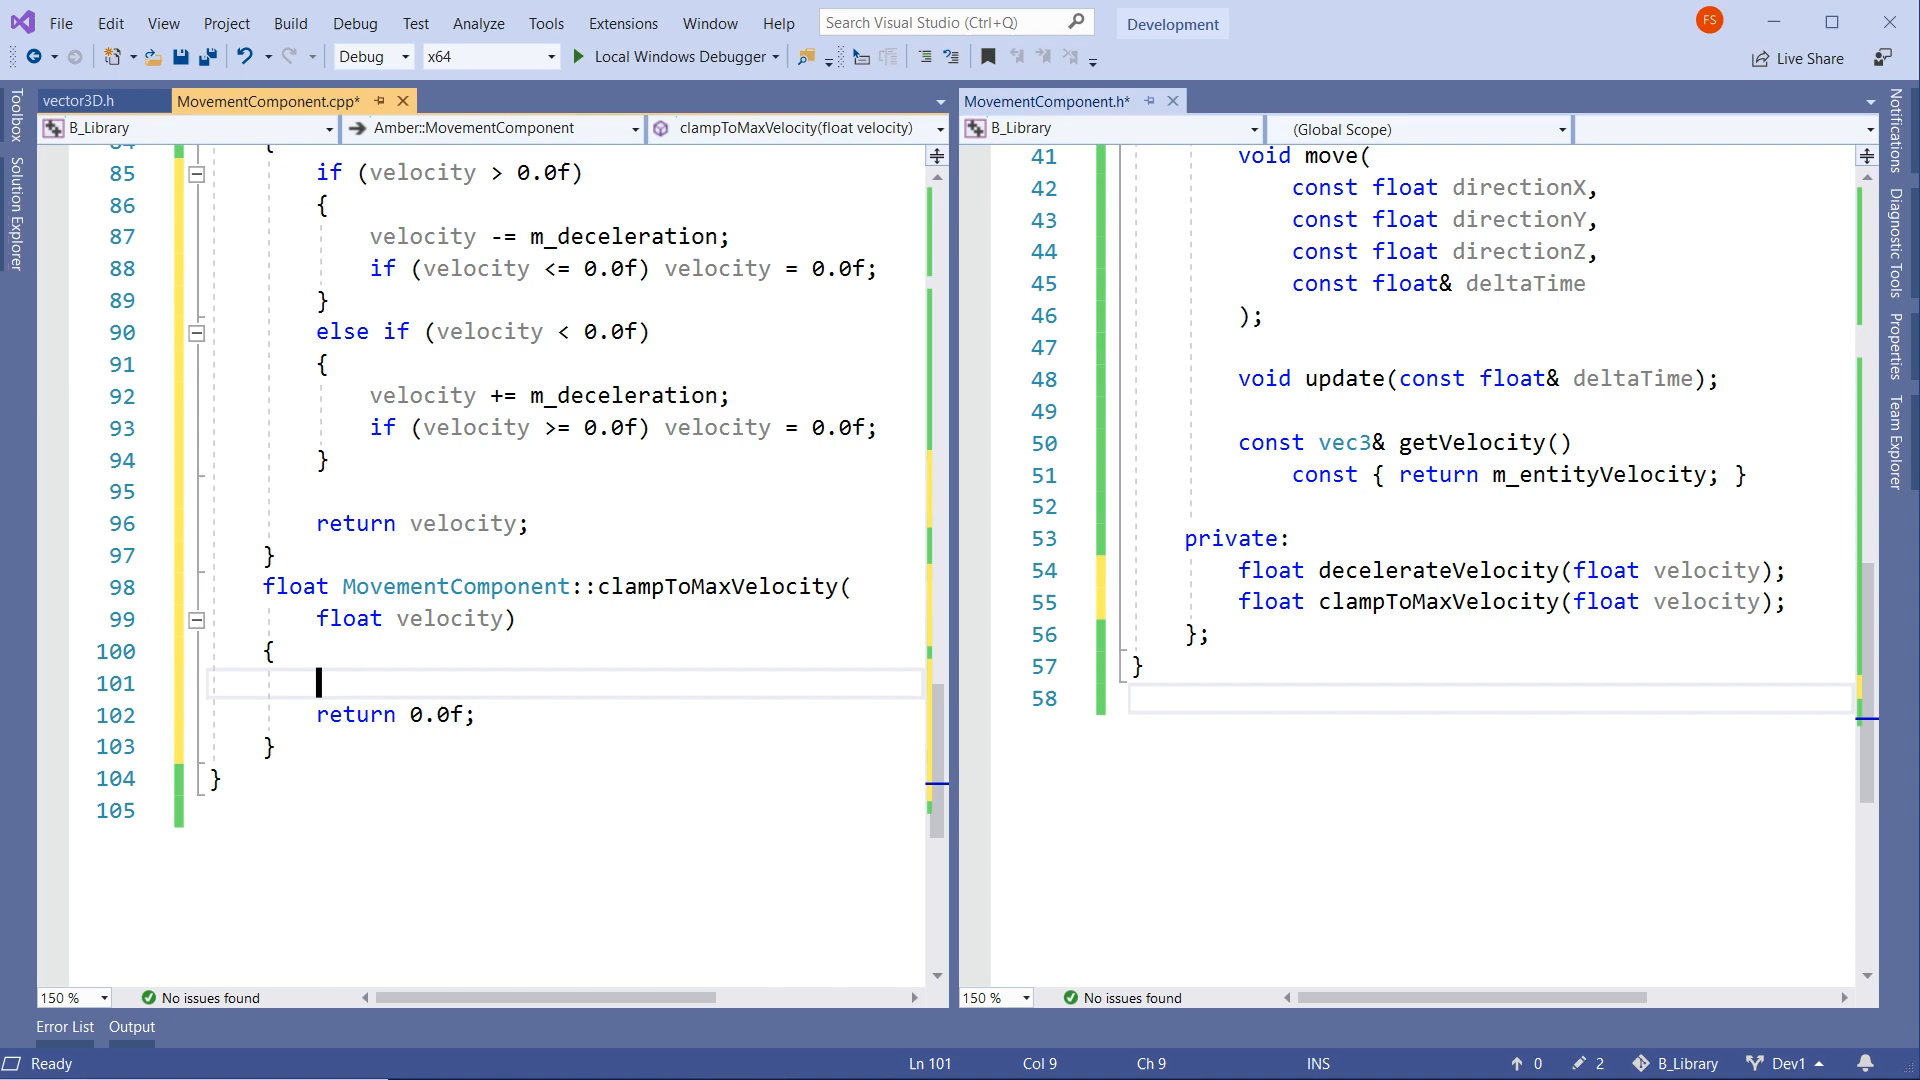 File Edit View Project Build Debug Test Analyze Tools Extensions Window Help Search Visual Studio (Ctrl+Q) Development FS
Debug x64 Local Windows Debugger Live Share
Toolbox
Solution Explorer
vector3D.h MovementComponent.cpp*
B_Library Amber::MovementComponent clampToMaxVelocity(float velocity)
{
85 if (velocity > 0.0f)
86 {
87 velocity -= m_deceleration;
88 if (velocity <= 0.0f) velocity = 0.0f;
89 }
90 else if (velocity < 0.0f)
91 {
92 velocity += m_deceleration;
93 if (velocity >= 0.0f) velocity = 0.0f;
94 }
95
96 return velocity;
97 }
98 float MovementComponent::clampToMaxVelocity(
99 float velocity)
100 {
101
102 return 0.0f;
103 }
104 }
105
150 % No issues found
MovementComponent.h*
B_Library (Global Scope)
41 void move(
42 const float directionX,
43 const float directionY,
44 const float directionZ,
45 const float& deltaTime
46 );
47
48 void update(const float& deltaTime);
49
50 const vec3& getVelocity()
51 const { return m_entityVelocity; }
52
53 private:
54 float decelerateVelocity(float velocity);
55 float clampToMaxVelocity(float velocity);
56 };
57 }
58
150 % No issues found
Notifications
Diagnostic Tools
Properties
Team Explorer
Error List Output
Ready Ln 101 Col 9 Ch 9 INS 0 2 B_Library Dev1